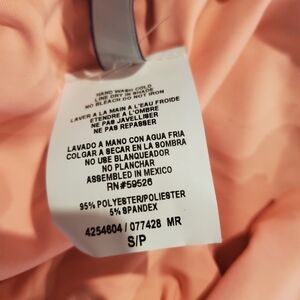 HAND WASH COLD
LINE DRY IN SHADE
NO BLEACH DO NOT IRON
LAVER A LA MAIN A L'EAU FROIDE
ETENDRE A L'OMBRE
NE PAS JAVELLISER
NE PAS REPASSER
LAVADO A MANO CON AGUA FRIA
COLGAR A SECAR EN LA SOMBRA
NO USE BLANQUEADOR
NO PLANCHAR
ASSEMBLED IN MEXICO
RN#59526
95% POLYESTER/POLIESTER
5% SPANDEX
4254604 / 077428 MR
S/P